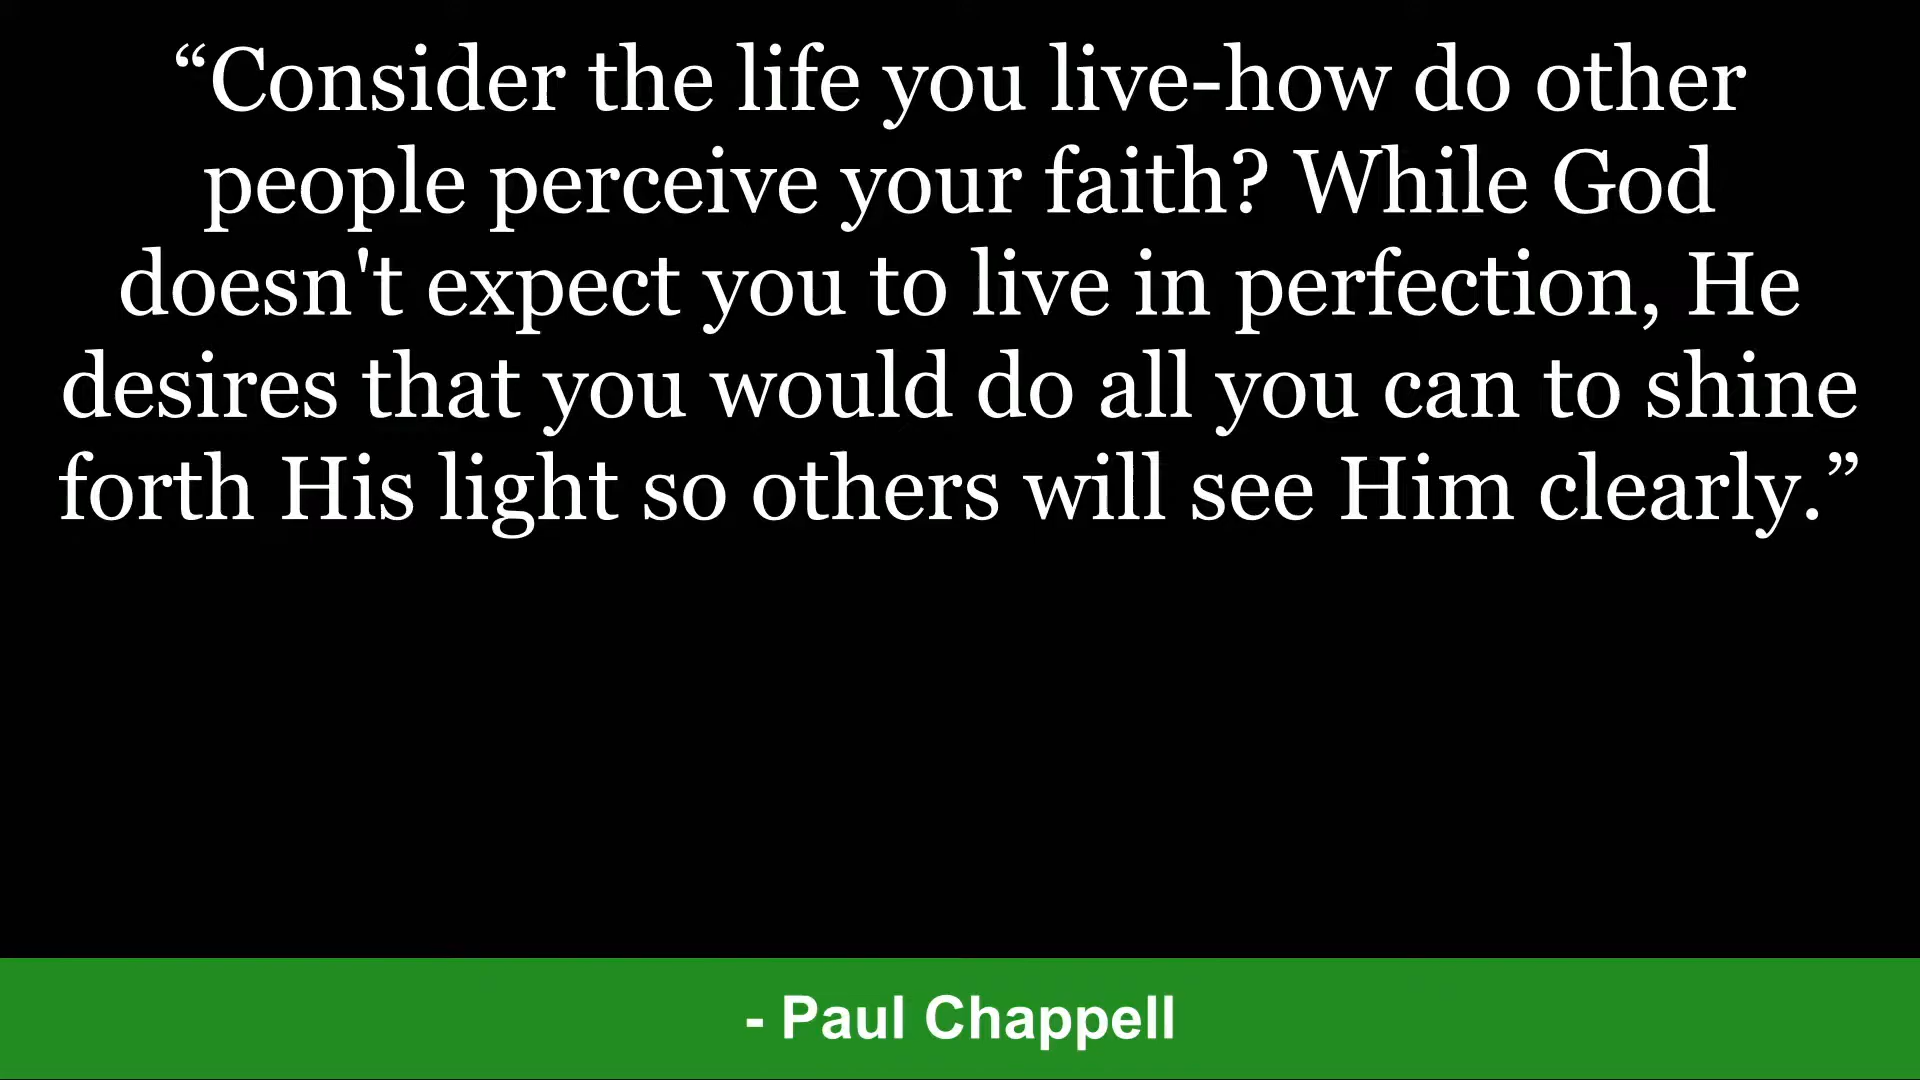 “Consider the life you live-how do other
people perceive your faith? While God
doesn't expect you to live in perfection, He
desires that you would do all you can to shine
forth His light so others will see Him clearly.”
- Paul Chappell